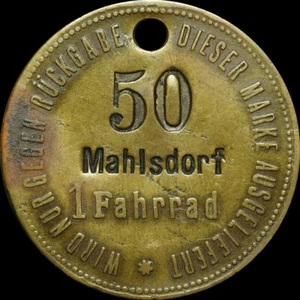 50
Mahlsdorf
1 Fahrrad
WIRD NUR GEGEN RÜCKGABE DIESER MARKE AUSGELIEFERT *